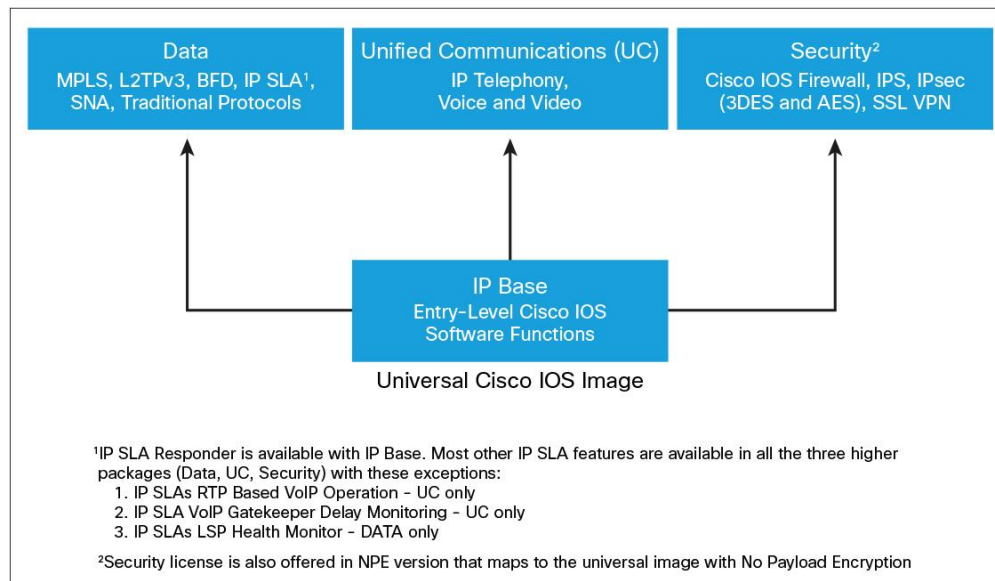 Data
MPLS, L2TPv3, BFD, IP SLA¹,
SNA, Traditional Protocols
Unified Communications (UC)
IP Telephony,
Voice and Video
Security²
Cisco IOS Firewall, IPS, IPsec
(3DES and AES), SSL VPN
IP Base
Entry-Level Cisco IOS
Software Functions
Universal Cisco IOS Image
¹IP SLA Responder is available with IP Base. Most other IP SLA features are available in all the three higher
packages (Data, UC, Security) with these exceptions:
1. IP SLAs RTP Based VoIP Operation - UC only
2. IP SLA VoIP Gatekeeper Delay Monitoring - UC only
3. IP SLAs LSP Health Monitor - DATA only
²Security license is also offered in NPE version that maps to the universal image with No Payload Encryption